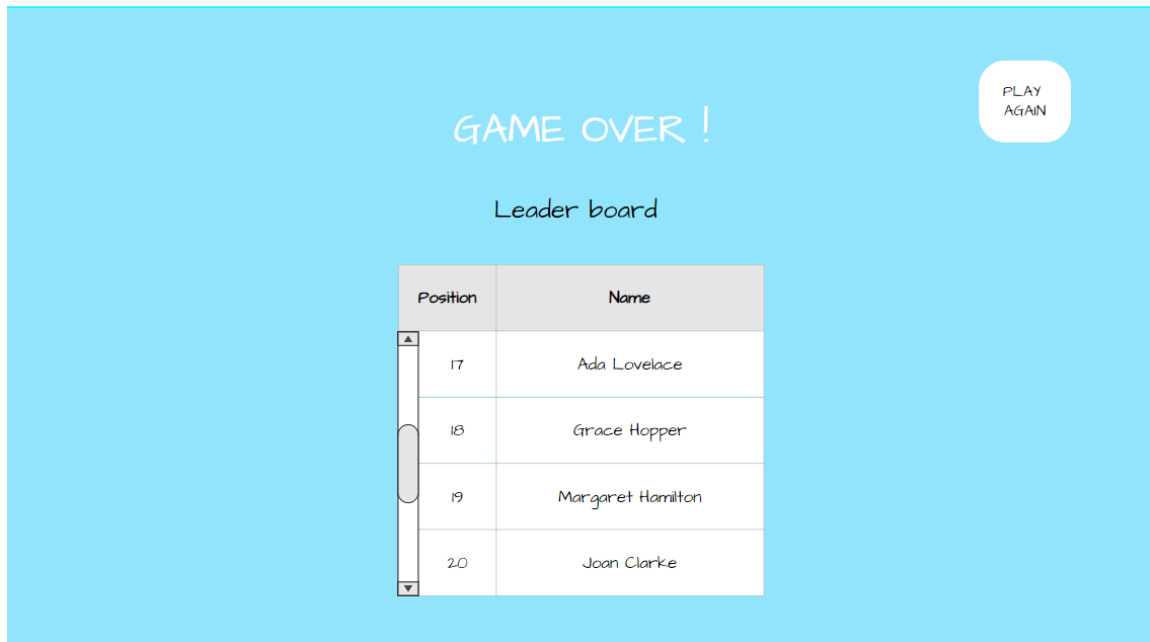 PLAY
AGAIN
GAME OVER !
Leader board
Position Name
17 Ada Lovelace
18 Grace Hopper
19 Margaret Hamilton
20 Joan Clarke